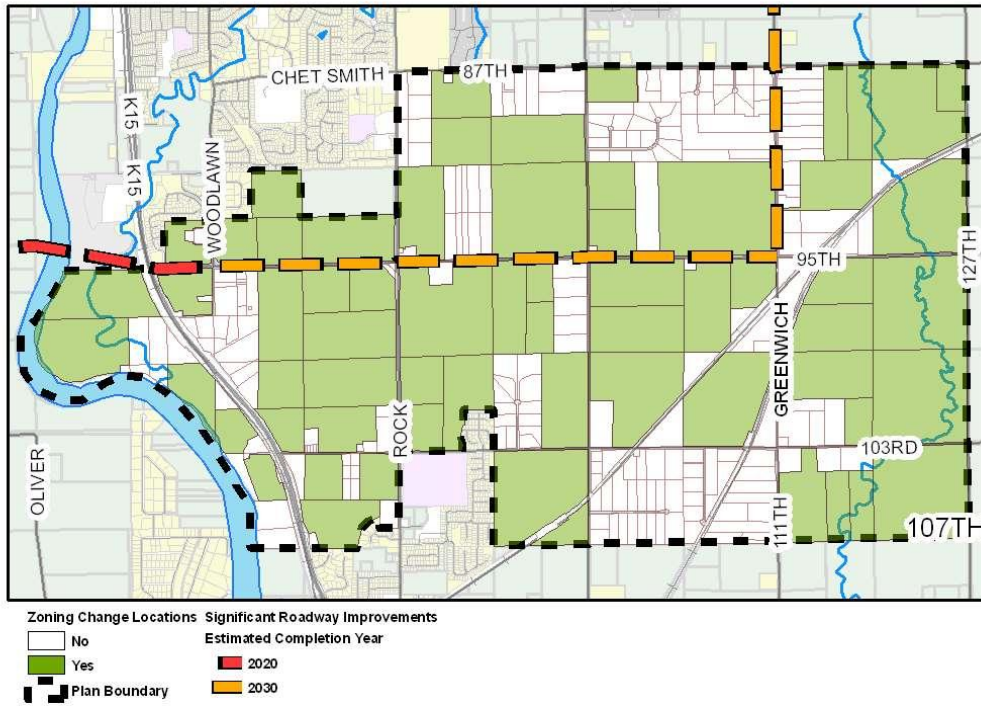 CHET SMITH
87TH
K15
K15
WOODLAWN
95TH
127TH
GREENWICH
ROCK
103RD
OLIVER
111TH
107TH
Zoning Change Locations
No
Yes
Plan Boundary
Significant Roadway Improvements
Estimated Completion Year
2020
2030